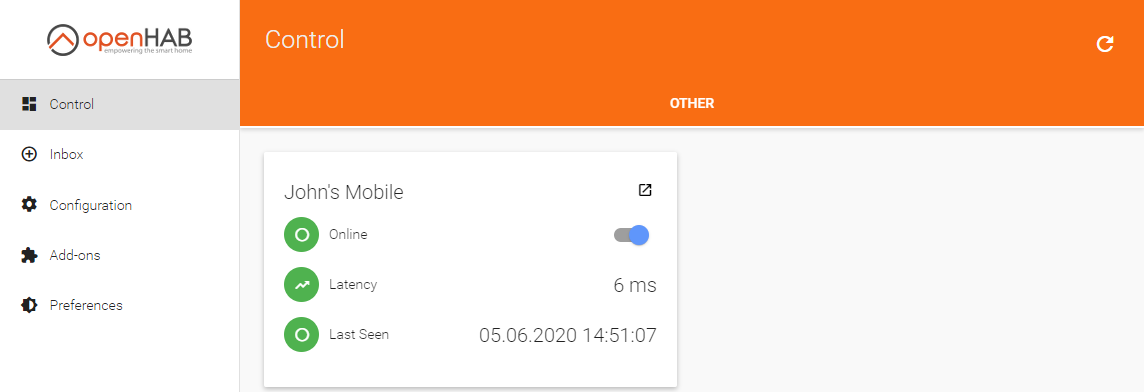 openHAB
empowering the smart home
Control
Inbox
Configuration
Add-ons
Preferences
Control
OTHER
John's Mobile
Online
Latency 6 ms
Last Seen 05.06.2020 14:51:07